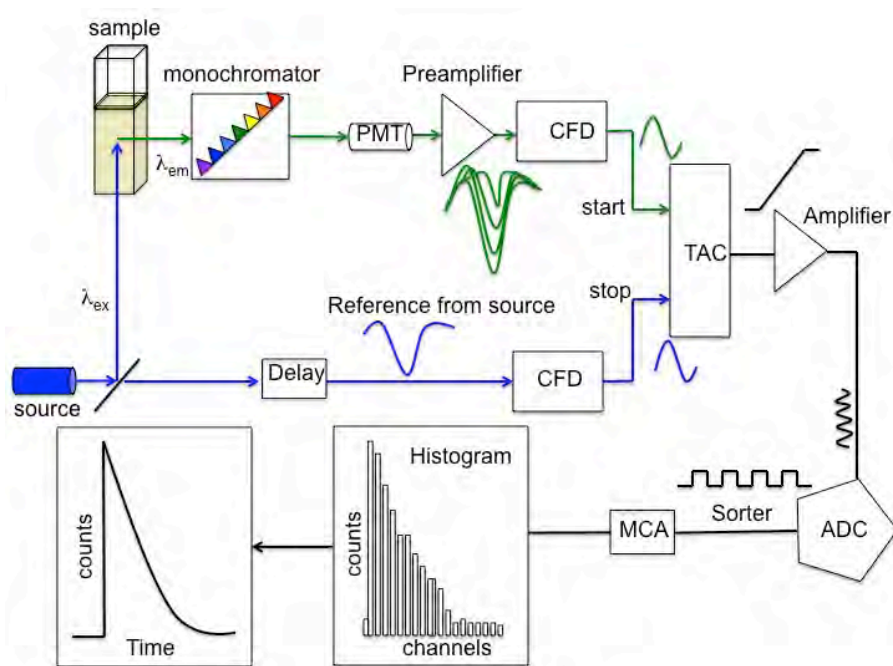 sample
monochromator
Preamplifier
CFD
PMT
λem
start
Amplifier
TAC
λex
Reference from source
stop
Delay
CFD
source
Histogram
counts
channels
MCA
Sorter
ADC
counts
Time